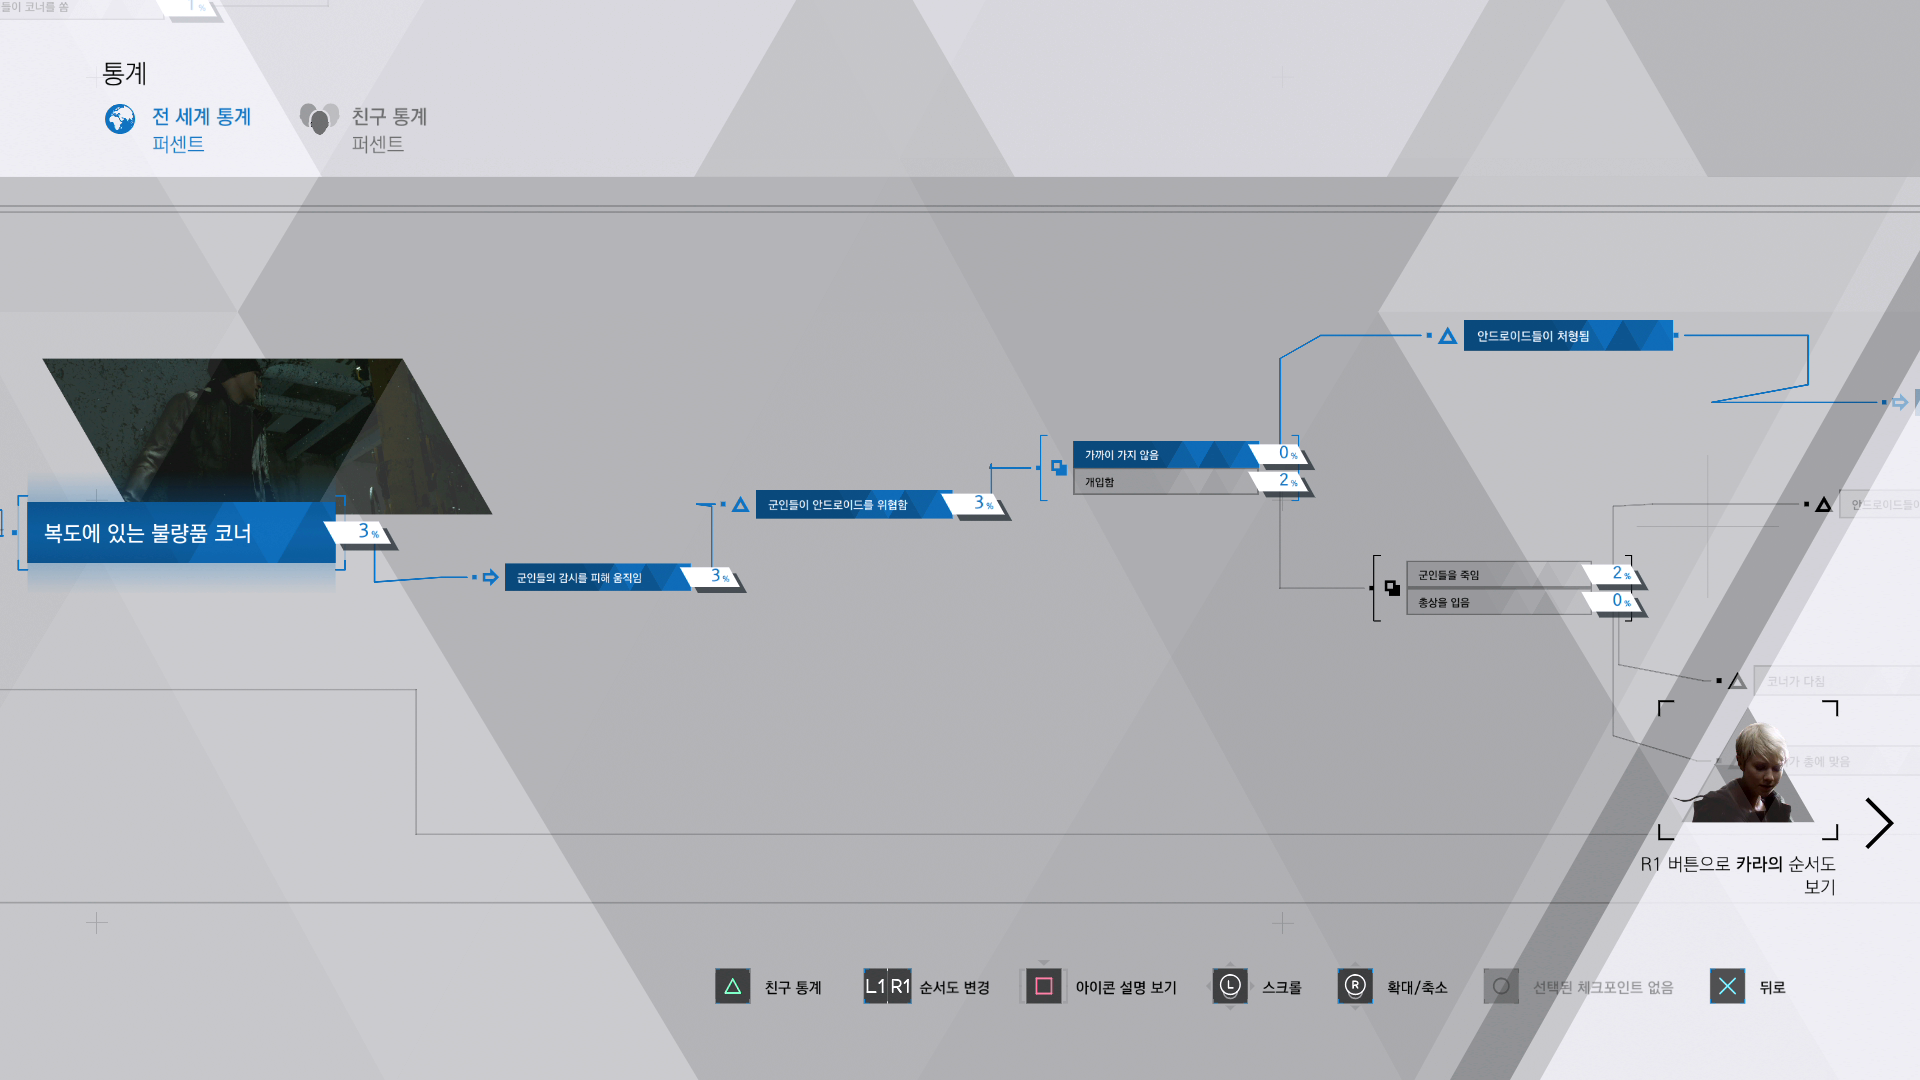 들이 코너를 쏨
1%
통계
전 세계 통계
퍼센트
친구 통계
퍼센트
안드로이드들이 처형됨
가까이 가지 않음 0%
개입함 2%
군인들이 안드로이드를 위협함 3%
안드로이드들이
복도에 있는 불량품 코너 3%
군인들의 감시를 피해 움직임 3%
군인들을 죽임 2%
총상을 입음 0%
코너가 다침
가 총에 맞음
R1 버튼으로 카라의 순서도
보기
친구 통계
L1 R1 순서도 변경
아이콘 설명 보기
L 스크롤
R 확대/축소
선택된 체크포인트 없음
뒤로